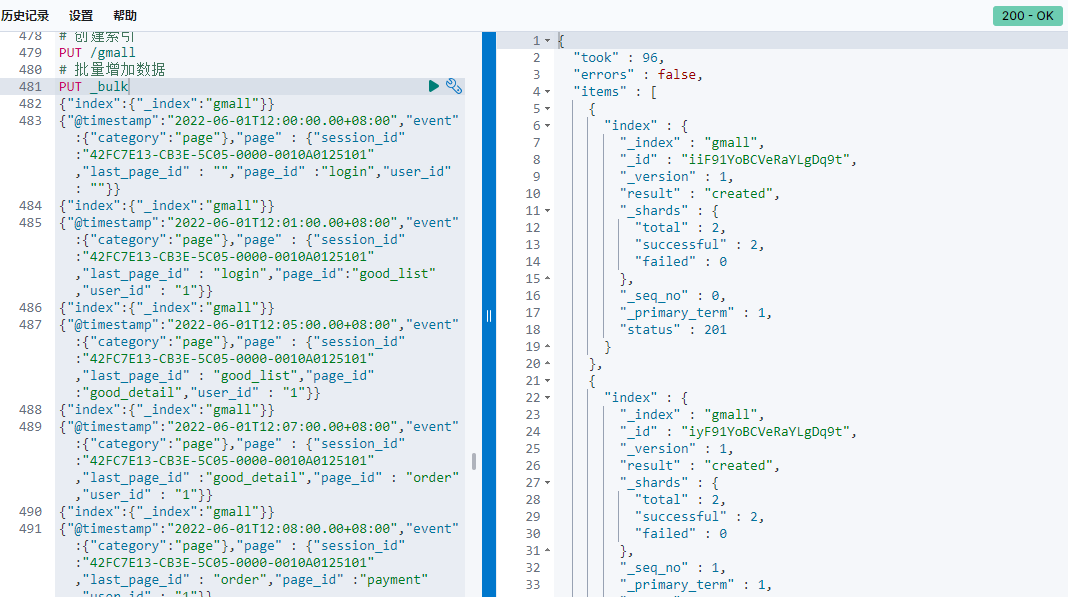 历史记录 设置 帮助
200 - OK
478 # 创建索引
479 PUT /gmall
480 # 批量增加数据
481 PUT _bulk
482 {"index":{"_index":"gmall"}}
483 {"@timestamp":"2022-06-01T12:00:00.00+08:00","event"
:{"category":"page"},"page" : {"session_id"
:"42FC7E13-CB3E-5C05-0000-0010A0125101"
,"last_page_id" : "","page_id" :"login","user_id"
: ""}}
484 {"index":{"_index":"gmall"}}
485 {"@timestamp":"2022-06-01T12:01:00.00+08:00","event"
:{"category":"page"},"page" : {"session_id"
:"42FC7E13-CB3E-5C05-0000-0010A0125101"
,"last_page_id" : "login","page_id":"good_list"
,"user_id" : "1"}}
486 {"index":{"_index":"gmall"}}
487 {"@timestamp":"2022-06-01T12:05:00.00+08:00","event"
:{"category":"page"},"page" : {"session_id"
:"42FC7E13-CB3E-5C05-0000-0010A0125101"
,"last_page_id" : "good_list","page_id"
:"good_detail","user_id" : "1"}}
488 {"index":{"_index":"gmall"}}
489 {"@timestamp":"2022-06-01T12:07:00.00+08:00","event"
:{"category":"page"},"page" : {"session_id"
:"42FC7E13-CB3E-5C05-0000-0010A0125101"
,"last_page_id" :"good_detail","page_id" : "order"
,"user_id" : "1"}}
490 {"index":{"_index":"gmall"}}
491 {"@timestamp":"2022-06-01T12:08:00.00+08:00","event"
:{"category":"page"},"page" : {"session_id"
:"42FC7E13-CB3E-5C05-0000-0010A0125101"
,"last_page_id" : "order","page_id" :"payment"
,"user_id" : "1"}}
1 {
2 "took" : 96,
3 "errors" : false,
4 "items" : [
5 {
6 "index" : {
7 "_index" : "gmall",
8 "_id" : "iiF91YoBCVeRaYLgDq9t",
9 "_version" : 1,
10 "result" : "created",
11 "_shards" : {
12 "total" : 2,
13 "successful" : 2,
14 "failed" : 0
15 },
16 "_seq_no" : 0,
17 "_primary_term" : 1,
18 "status" : 201
19 }
20 },
21 {
22 "index" : {
23 "_index" : "gmall",
24 "_id" : "iyF91YoBCVeRaYLgDq9t",
25 "_version" : 1,
26 "result" : "created",
27 "_shards" : {
28 "total" : 2,
29 "successful" : 2,
30 "failed" : 0
31 },
32 "_seq_no" : 1,
33 "_primary_term" : 1,